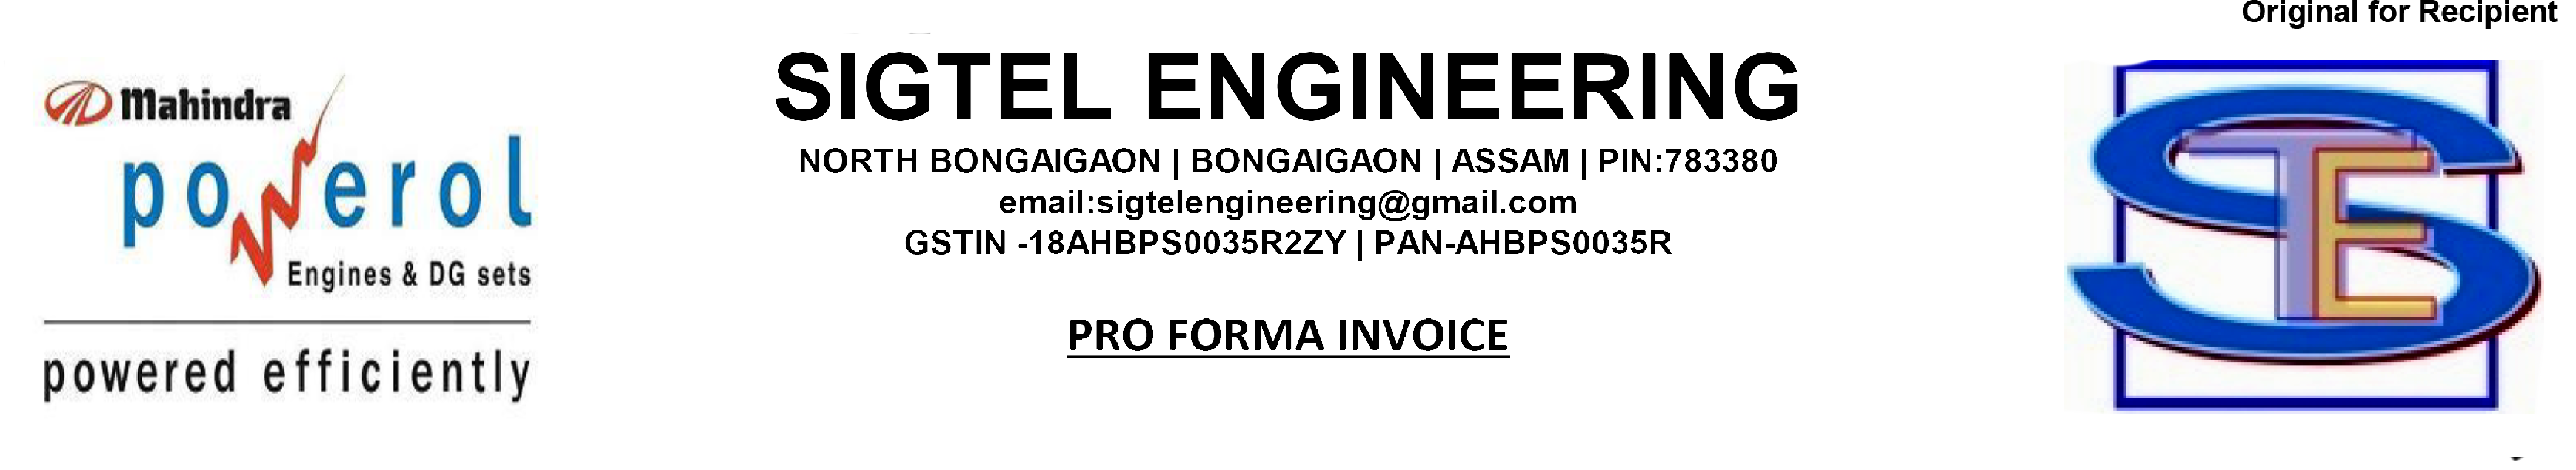 Original for Recipient
Mahindra
powerol
Engines & DG sets
powered efficiently
SIGTEL ENGINEERING
NORTH BONGAIGAON | BONGAIGAON | ASSAM | PIN:783380
email:sigtelengineering@gmail.com
GSTIN -18AHBPS0035R2ZY | PAN-AHBPS0035R
PRO FORMA INVOICE
STE